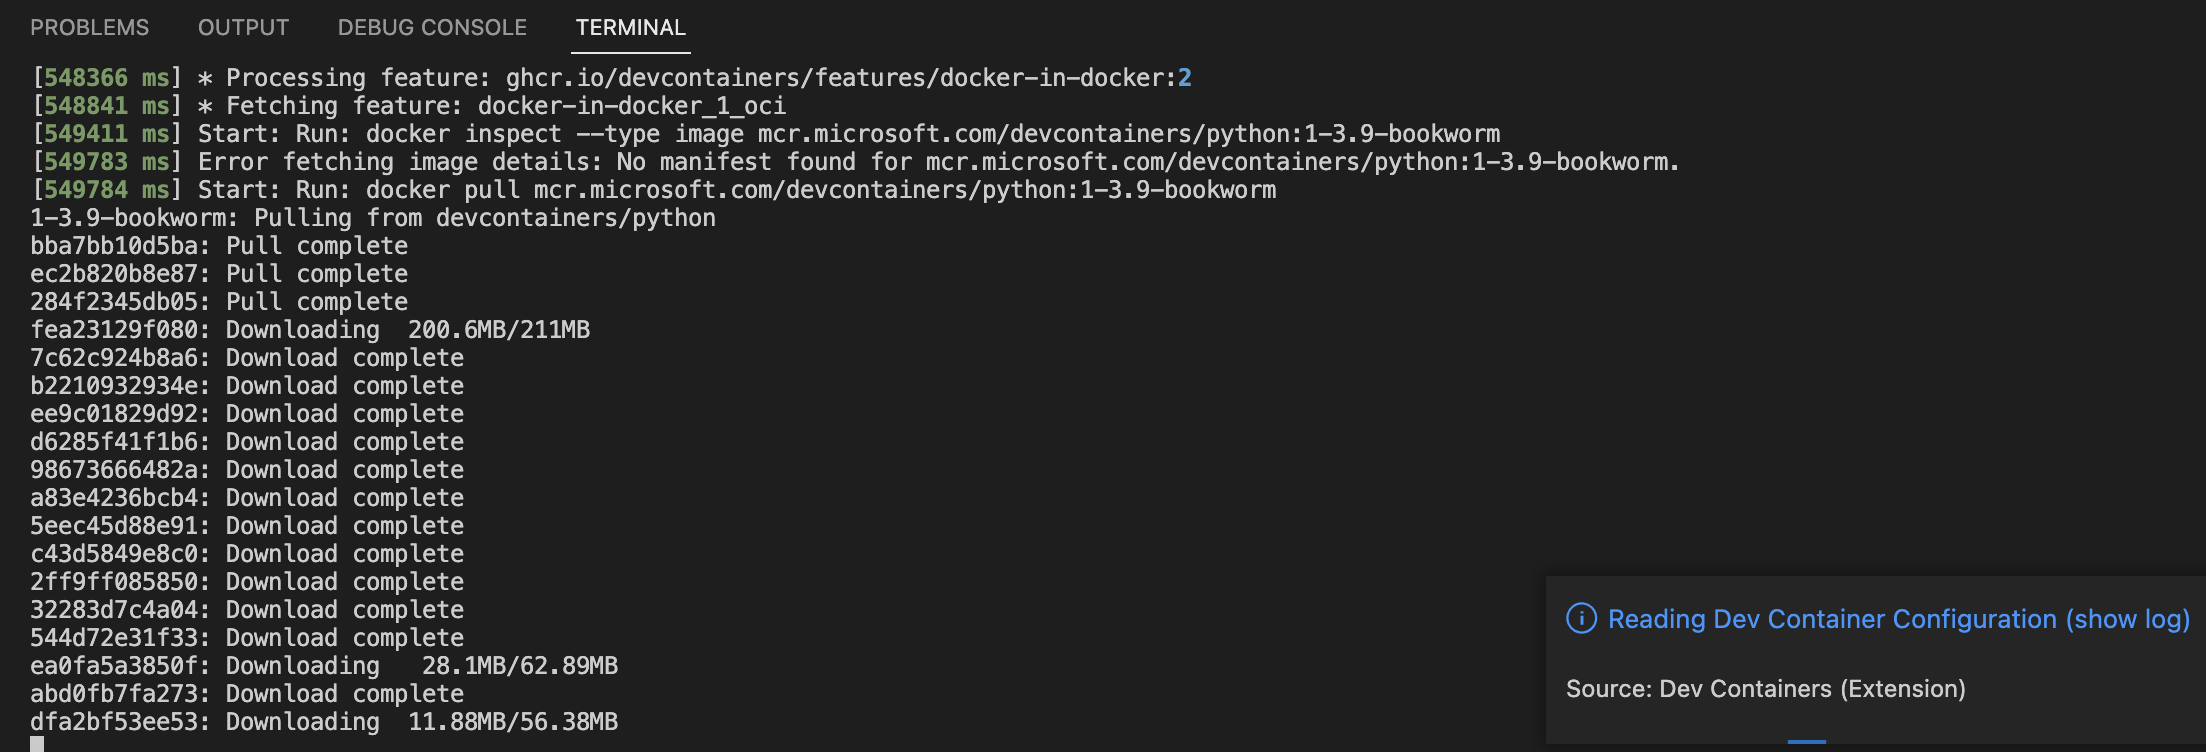 PROBLEMS OUTPUT DEBUG CONSOLE TERMINAL
[548366 ms] * Processing feature: ghcr.io/devcontainers/features/docker-in-docker:2
[548841 ms] * Fetching feature: docker-in-docker_1_oci
[549411 ms] Start: Run: docker inspect --type image mcr.microsoft.com/devcontainers/python:1-3.9-bookworm
[549783 ms] Error fetching image details: No manifest found for mcr.microsoft.com/devcontainers/python:1-3.9-bookworm.
[549784 ms] Start: Run: docker pull mcr.microsoft.com/devcontainers/python:1-3.9-bookworm
1-3.9-bookworm: Pulling from devcontainers/python
bba7bb10d5ba: Pull complete
ec2b820b8e87: Pull complete
284f2345db05: Pull complete
fea23129f080: Downloading  200.6MB/211MB
7c62c924b8a6: Download complete
b2210932934e: Download complete
ee9c01829d92: Download complete
d6285f41f1b6: Download complete
98673666482a: Download complete
a83e4236bcb4: Download complete
5eec45d88e91: Download complete
c43d5849e8c0: Download complete
2ff9ff085850: Download complete
32283d7c4a04: Download complete
544d72e31f33: Download complete
ea0fa5a3850f: Downloading   28.1MB/62.89MB
abd0fb7fa273: Download complete
dfa2bf53ee53: Downloading  11.88MB/56.38MB
Reading Dev Container Configuration (show log)
Source: Dev Containers (Extension)